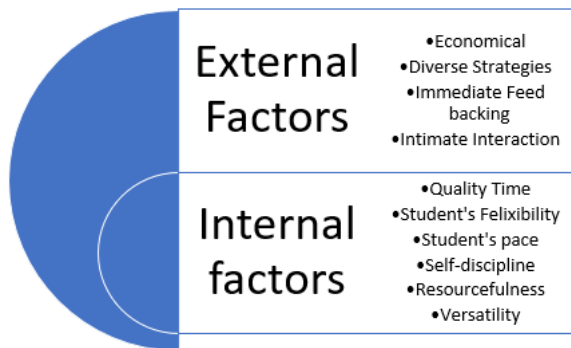 External
Factors
•Economical
•Diverse Strategies
•Immediate Feed
backing
•Intimate Interaction
Internal
factors
•Quality Time
•Student's Felixibility
•Student's pace
•Self-discipline
•Resourcefulness
•Versatility